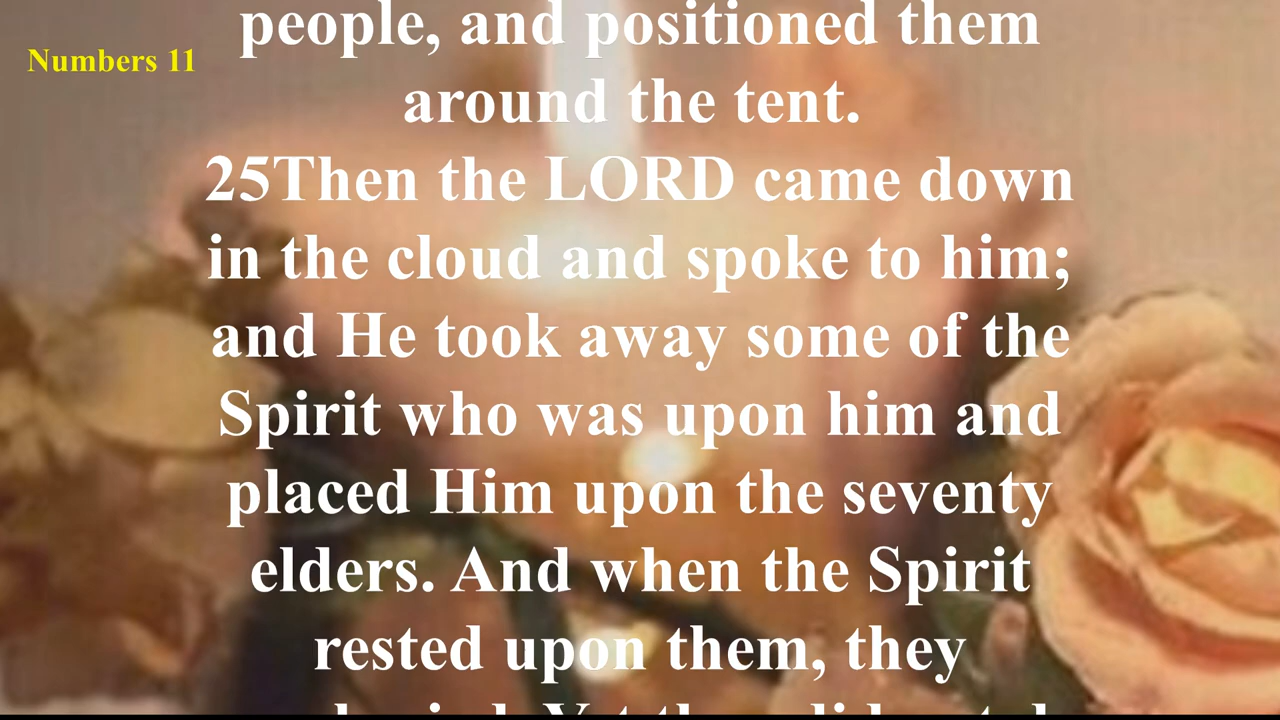 Numbers 11
people, and positioned them
around the tent.
25Then the LORD came down
in the cloud and spoke to him;
and He took away some of the
Spirit who was upon him and
placed Him upon the seventy
elders. And when the Spirit
rested upon them, they